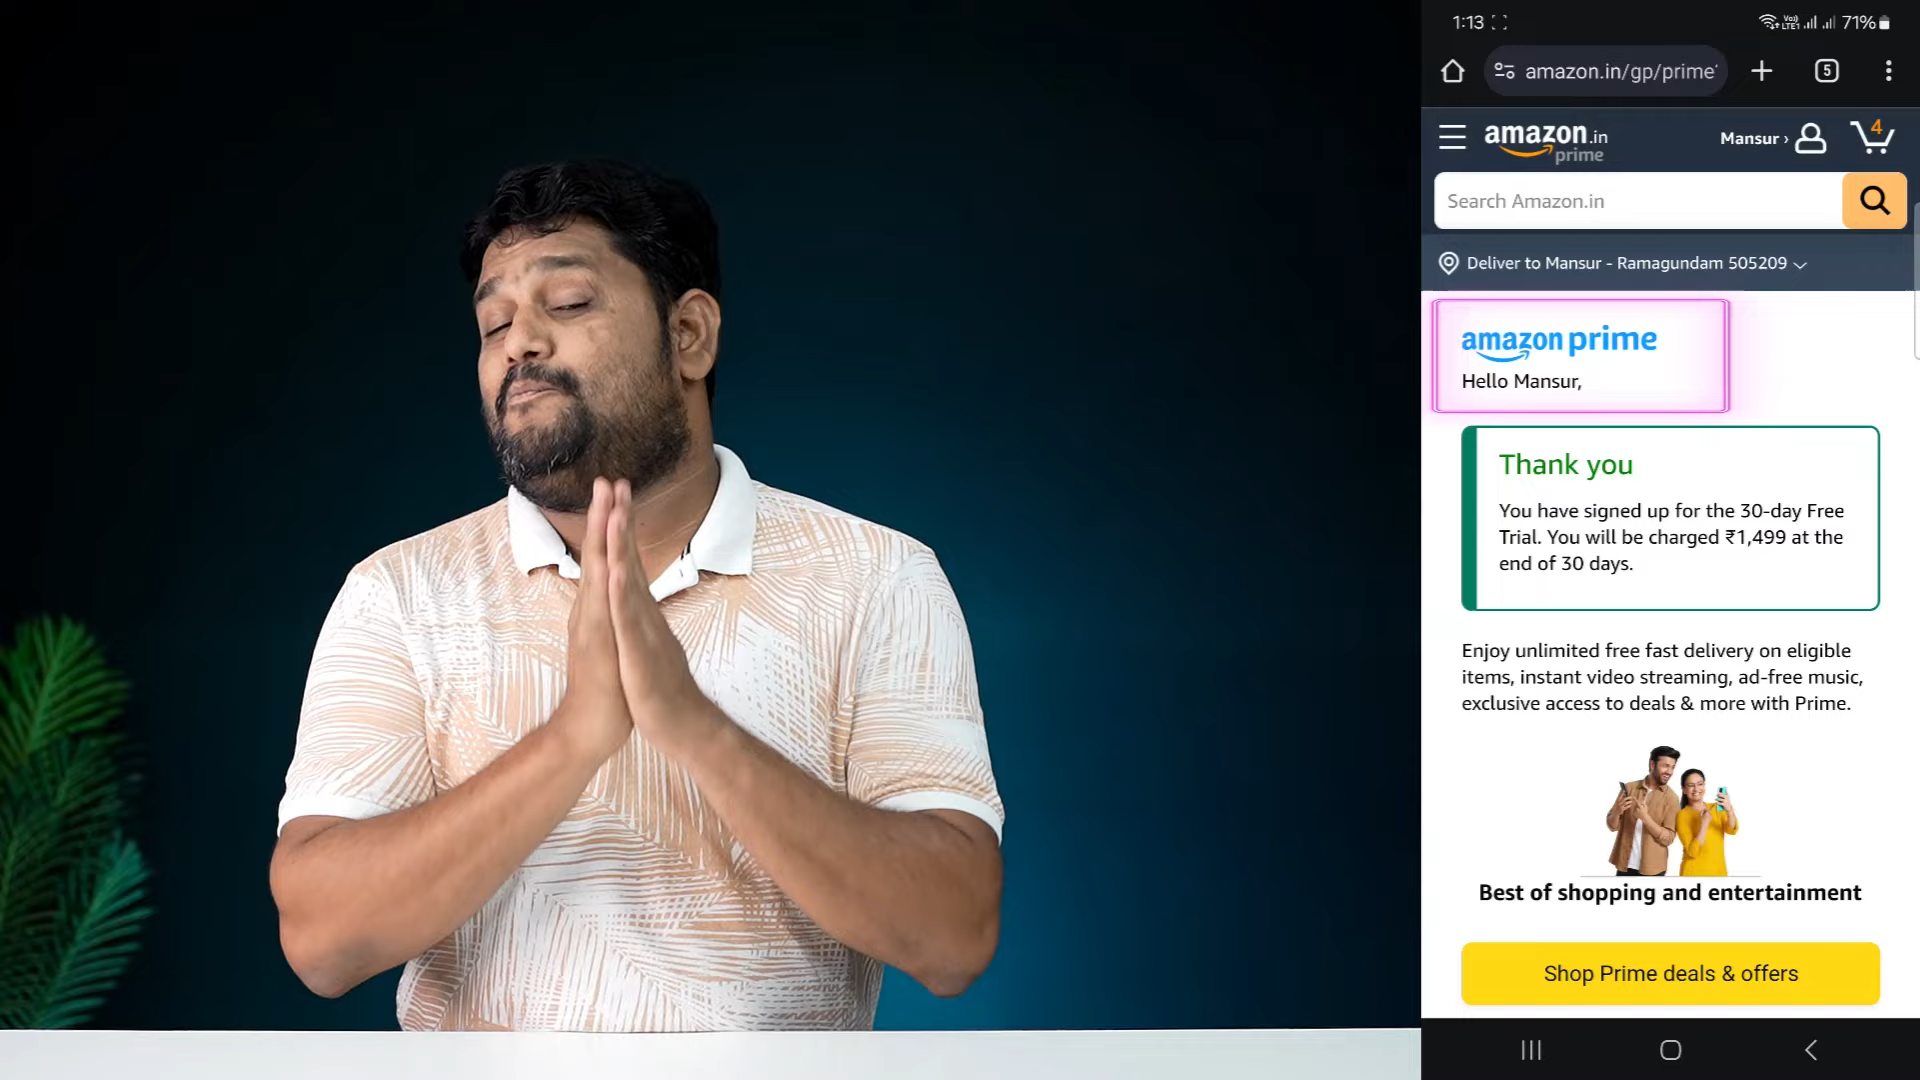 1:13
Vo)
LTE1
71%
amazon.in/gp/prime
5
amazon.in
prime
Mansur ›
4
Search Amazon.in
Deliver to Mansur - Ramagundam 505209
amazon prime
Hello Mansur,
Thank you
You have signed up for the 30-day Free
Trial. You will be charged ₹1,499 at the
end of 30 days.
Enjoy unlimited free fast delivery on eligible
items, instant video streaming, ad-free music,
exclusive access to deals & more with Prime.
Best of shopping and entertainment
Shop Prime deals & offers